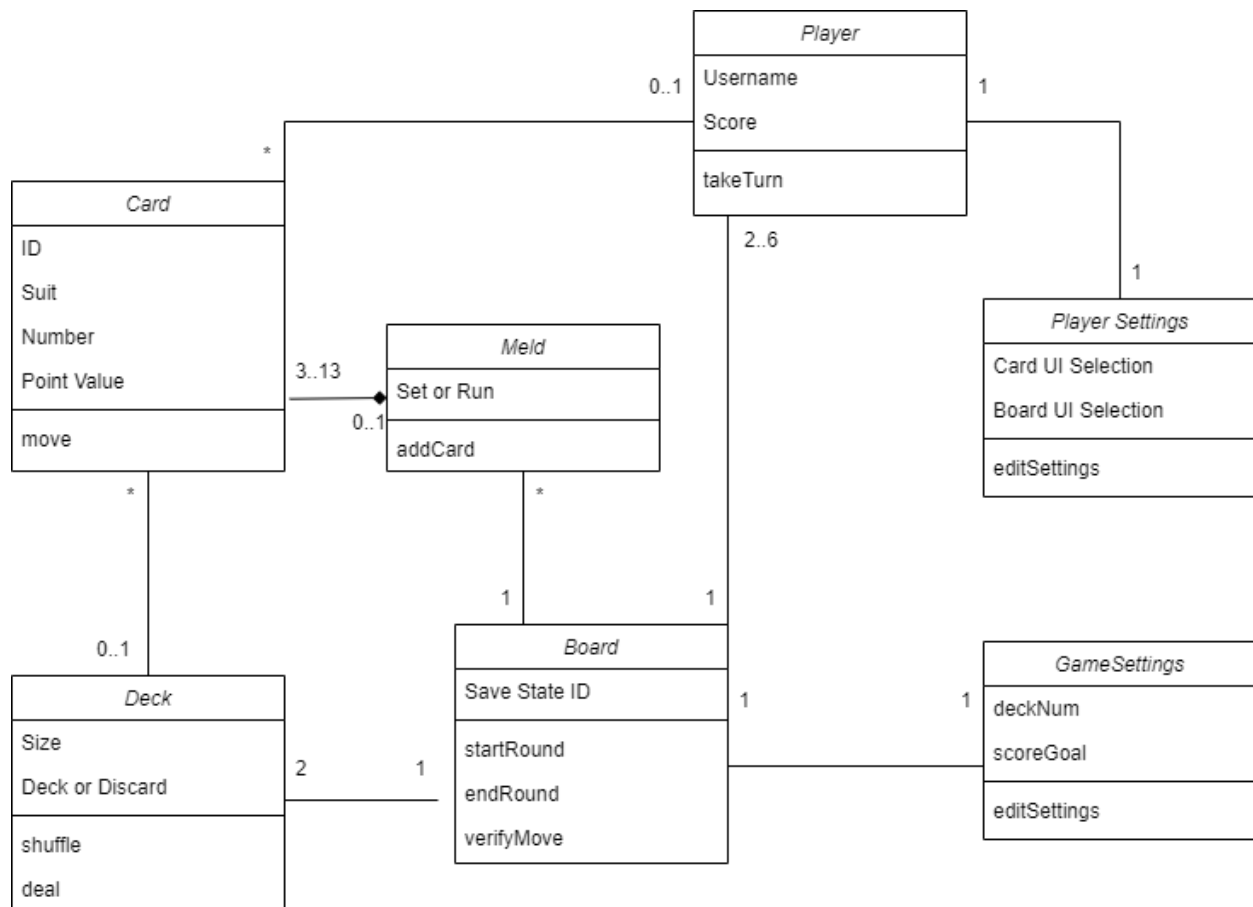 Player
Username
Score
takeTurn
0..1
1
*
2..6
1
Card
ID
Suit
Number
Point Value
move
Meld
Set or Run
addCard
3..13
0..1
Player Settings
Card UI Selection
Board UI Selection
editSettings
*
*
1
1
0..1
Deck
Size
Deck or Discard
shuffle
deal
2
1
Board
Save State ID
startRound
endRound
verifyMove
1
1
GameSettings
deckNum
scoreGoal
editSettings